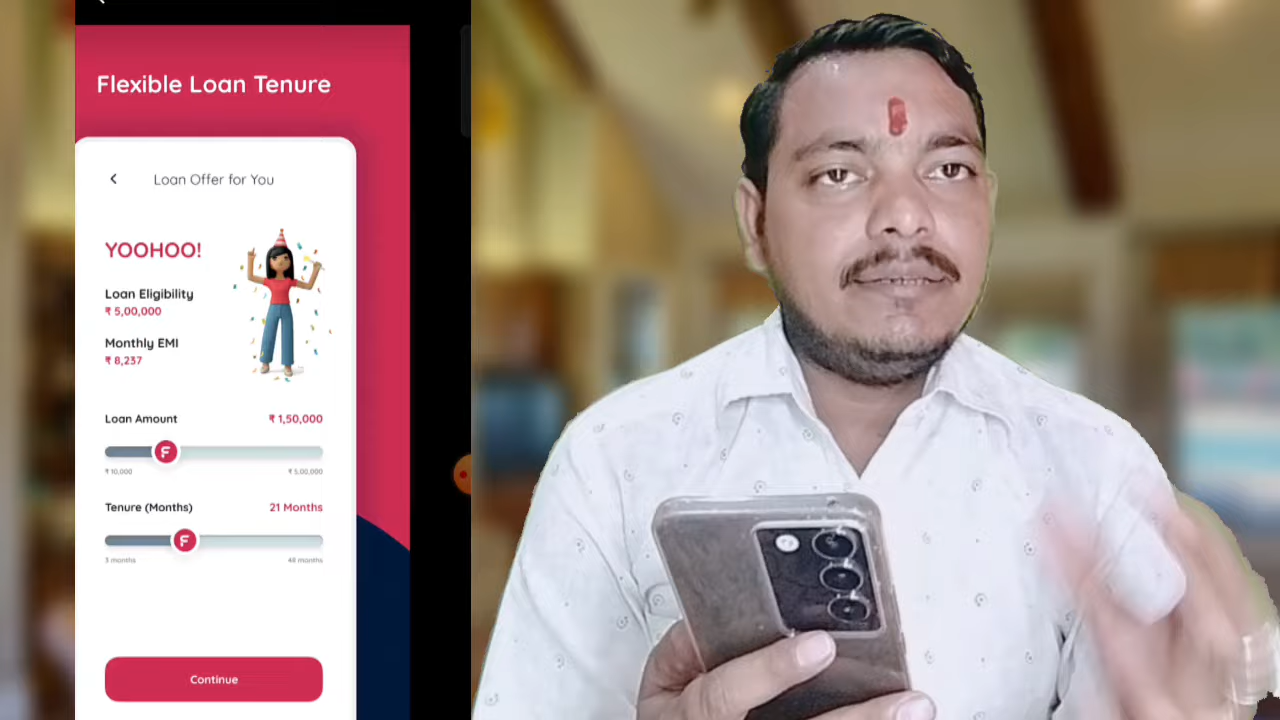 Flexible Loan Tenure
Loan Offer for You
YOOHOO!
Loan Eligibility
₹ 5,00,000
Monthly EMI
₹ 8,237
Loan Amount ₹ 1,50,000
F
₹ 10,000 ₹ 5,00,000
Tenure (Months) 21 Months
F
3 months 48 months
Continue